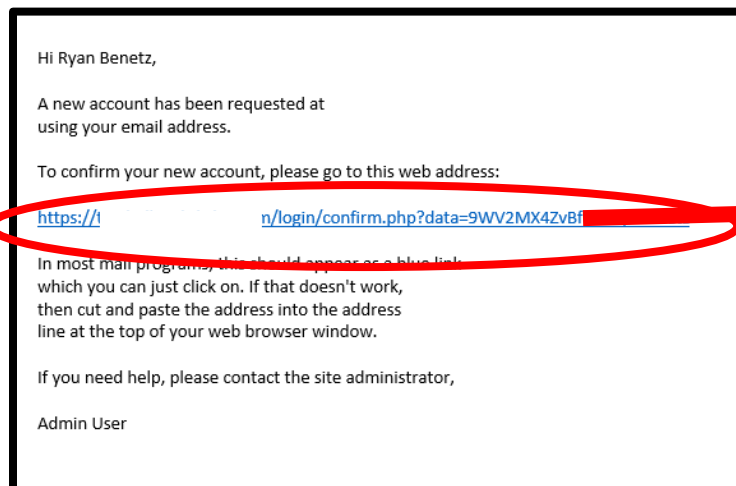 Hi Ryan Benetz,
A new account has been requested at
using your email address.
To confirm your new account, please go to this web address:
https://t m/login/confirm.php?data=9WV2MX4ZvBf
In most mail programs, this should appear as a blue link
which you can just click on. If that doesn't work,
then cut and paste the address into the address
line at the top of your web browser window.
If you need help, please contact the site administrator,
Admin User